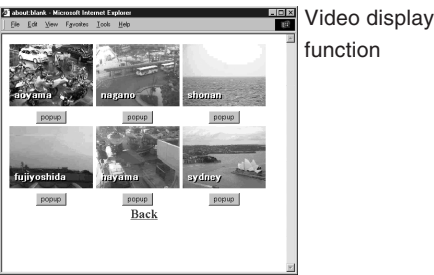 about:blank - Microsoft Internet Explorer
File Edit View Favorites Tools Help
aoyama nagano shonan
popup popup popup
fujiyoshida hayama sydney
popup popup popup
Back
Video display
function